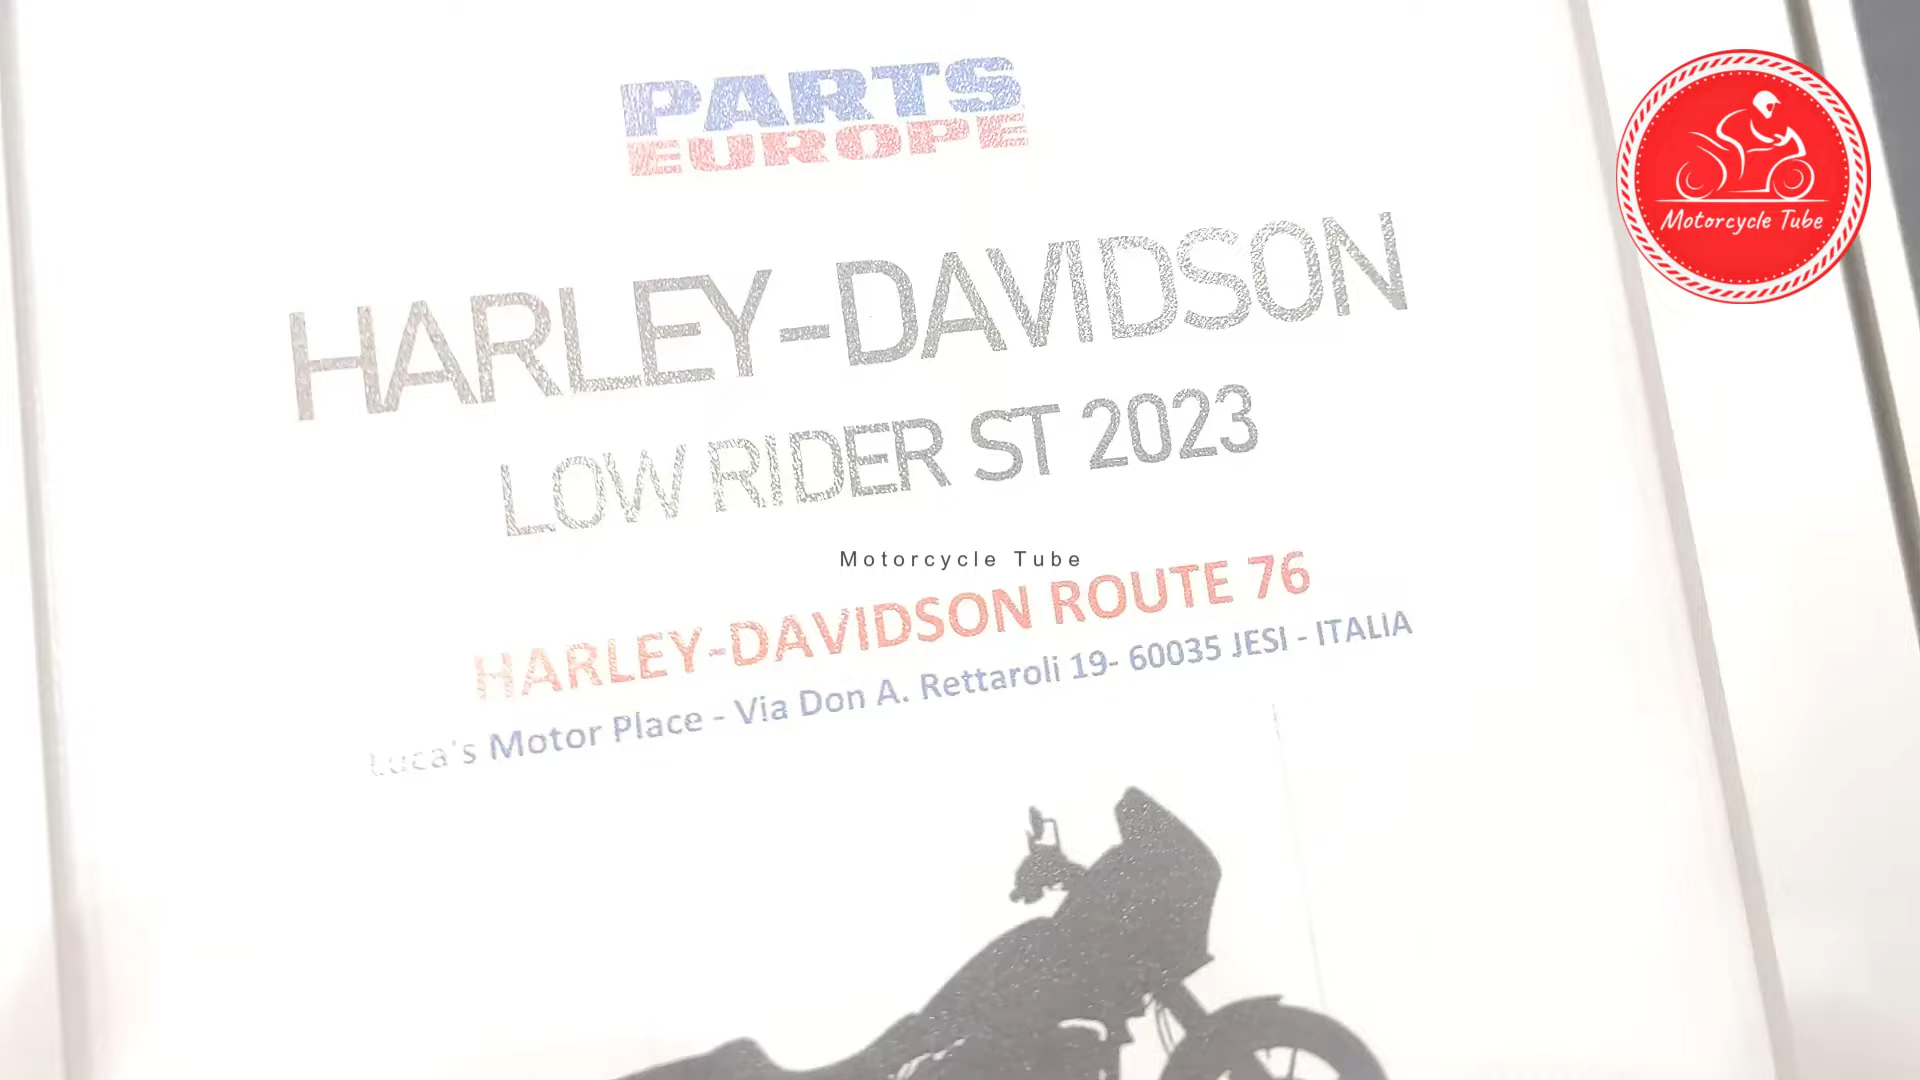 PARTS
EUROPE
Motorcycle Tube
HARLEY-DAVIDSON
LOW RIDER ST 2023
Motorcycle Tube
HARLEY-DAVIDSON ROUTE 76
Luca's Motor Place - Via Don A. Rettaroli 19- 60035 JESI - ITALIA